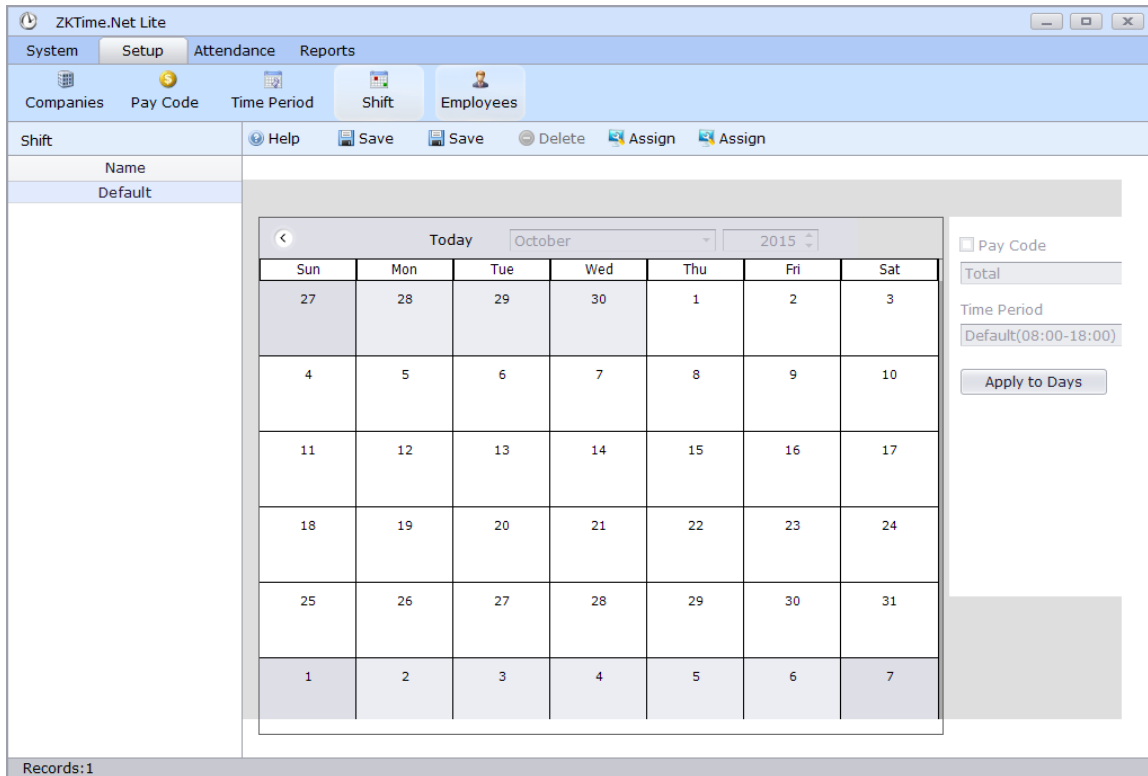 ZKTime.Net Lite
System Setup Attendance Reports
Companies Pay Code Time Period Shift Employees
Shift
Help Save Save Delete Assign Assign
Name
Default
Today October 2015
Sun Mon Tue Wed Thu Fri Sat
27 28 29 30 1 2 3
4 5 6 7 8 9 10
11 12 13 14 15 16 17
18 19 20 21 22 23 24
25 26 27 28 29 30 31
1 2 3 4 5 6 7
Pay Code
Total
Time Period
Default(08:00-18:00)
Apply to Days
Records:1